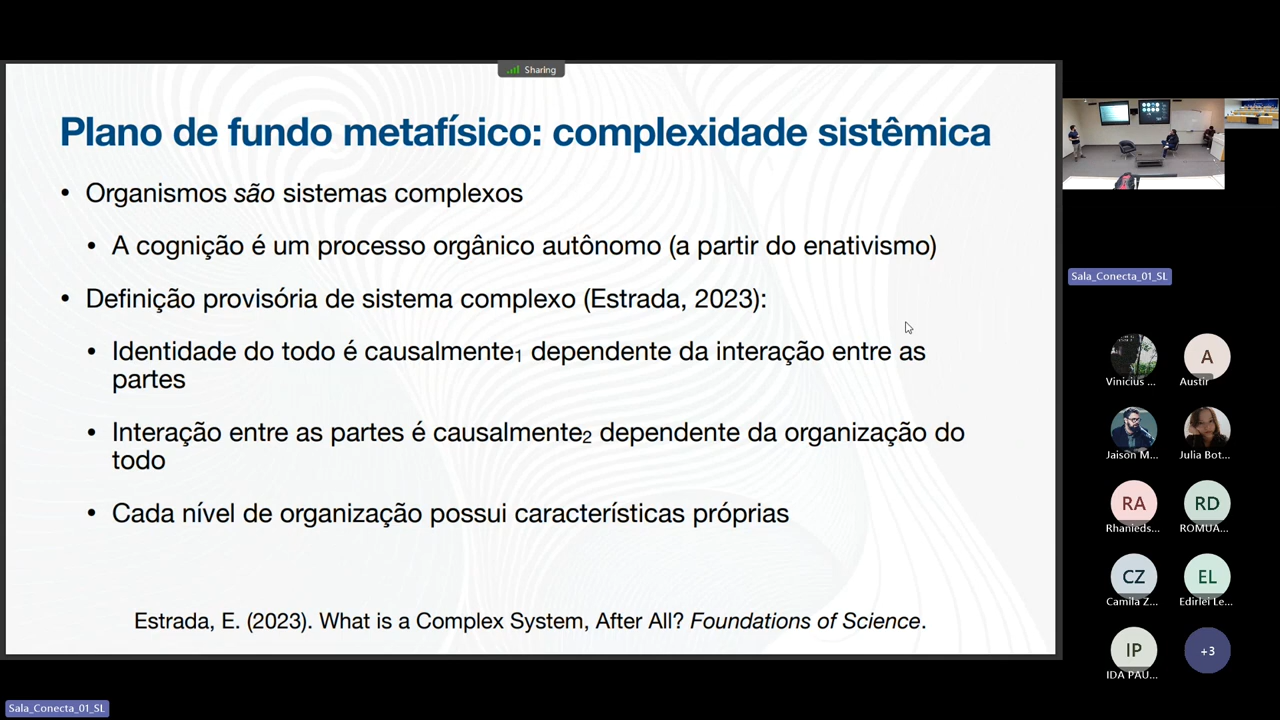 Sharing
Plano de fundo metafísico: complexidade sistêmica
• Organismos são sistemas complexos
• A cognição é um processo orgânico autônomo (a partir do enativismo)
• Definição provisória de sistema complexo (Estrada, 2023):
• Identidade do todo é causalmente₁ dependente da interação entre as
partes
• Interação entre as partes é causalmente₂ dependente da organização do
todo
• Cada nível de organização possui características próprias
Estrada, E. (2023). What is a Complex System, After All? Foundations of Science.
Sala_Conecta_01_SL
Vinicius ...
A
Austir
Jaison M...
Julia Bot...
RA
Rhanieds...
RD
ROMUA...
CZ
Camila Z...
EL
Edirlei Le...
IP
IDA PAU...
+3
Sala_Conecta_01_SL